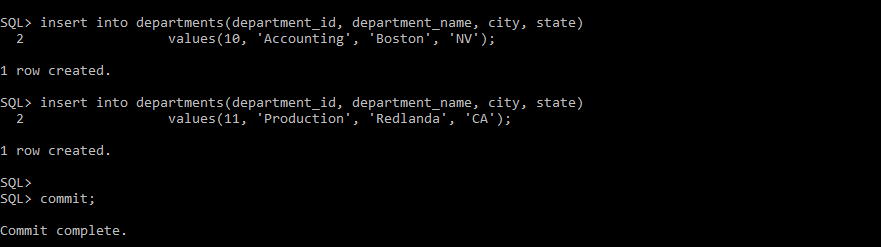 SQL> insert into departments(department_id, department_name, city, state)
  2                  values(10, 'Accounting', 'Boston', 'NV');
1 row created.
SQL> insert into departments(department_id, department_name, city, state)
  2                  values(11, 'Production', 'Redlanda', 'CA');
1 row created.
SQL>
SQL> commit;
Commit complete.